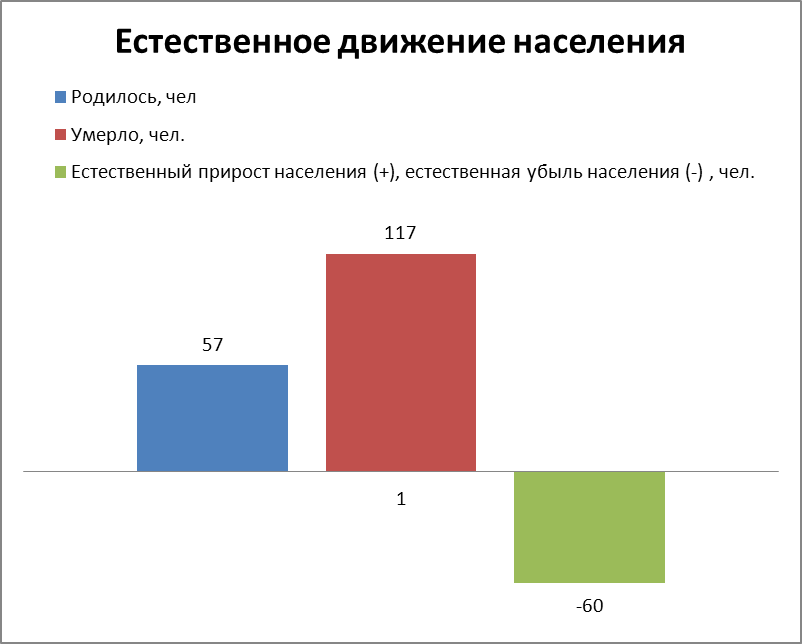 Естественное движение населения
Родилось, чел
Умерло, чел.
Естественный прирост населения (+), естественная убыль населения (-) , чел.
117
57
1
-60